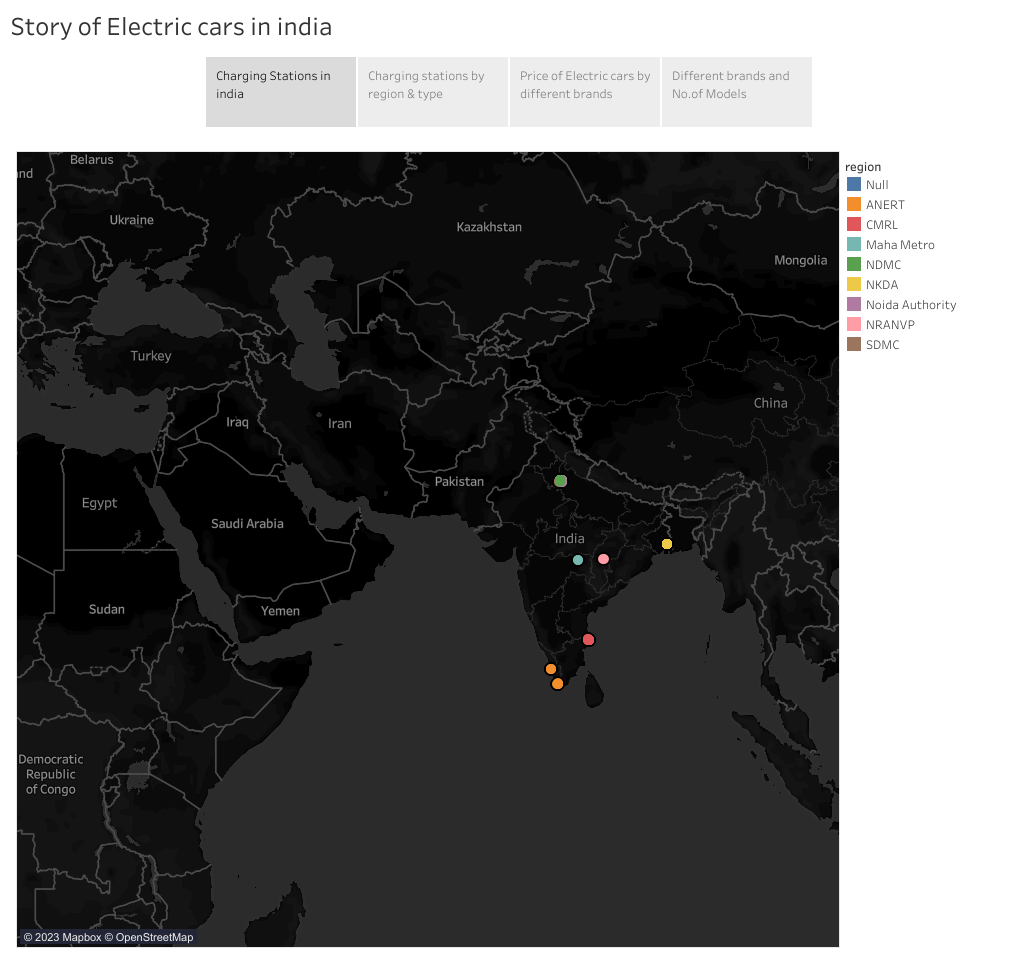 Story of Electric cars in india
Charging Stations in
india
Charging stations by
region & type
Price of Electric cars by
different brands
Different brands and
No.of Models
region
Null
ANERT
CMRL
Maha Metro
NDMC
NKDA
Noida Authority
NRANVP
SDMC
Belarus
nd
Ukraine
Kazakhstan
Mongolia
Turkey
China
Iraq
Iran
Pakistan
Egypt
Saudi Arabia
India
Sudan
Yemen
Democratic
Republic
of Congo
© 2023 Mapbox © OpenStreetMap